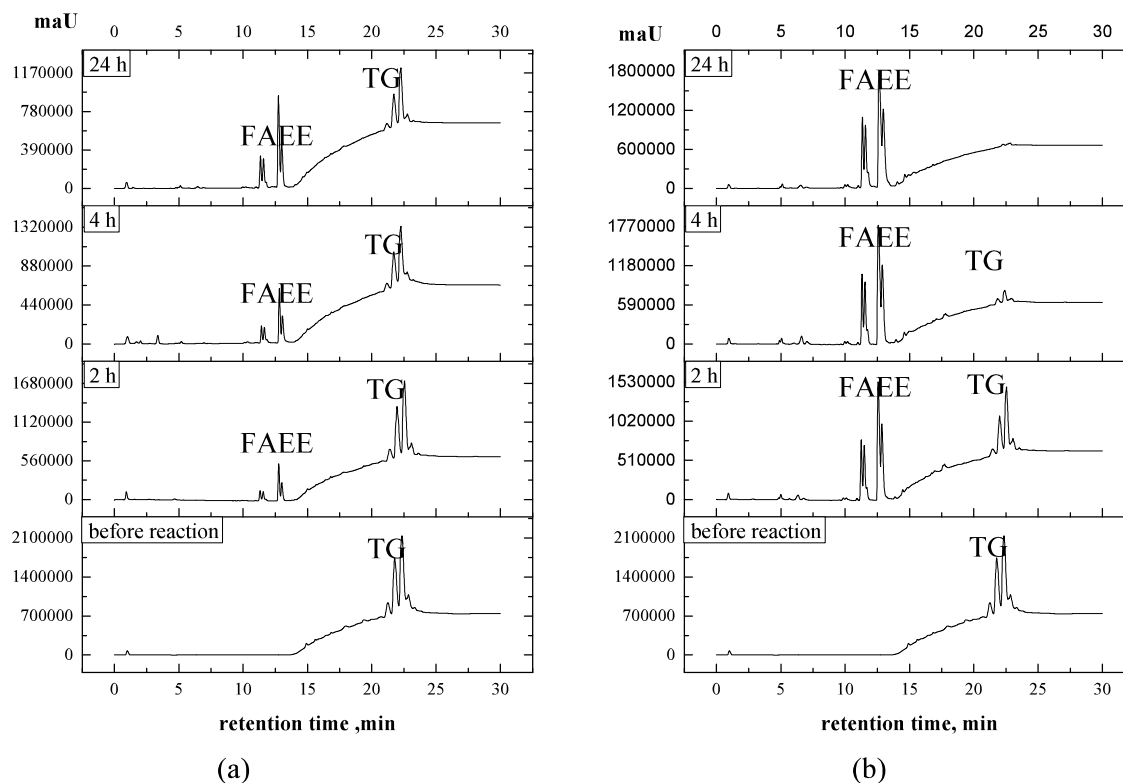 maU
0 5 10 15 20 25 30
24 h
1170000
780000
390000
0
FAEE
TG
4 h
1320000
880000
440000
0
FAEE
TG
2 h
1680000
1120000
560000
0
FAEE
TG
before reaction
2100000
1400000
700000
0
TG
0 5 10 15 20 25 30
retention time ,min
(a)
maU
0 5 10 15 20 25 30
24 h
1800000
1200000
600000
0
FAEE
4 h
1770000
1180000
590000
0
FAEE
TG
2 h
1530000
1020000
510000
0
FAEE
TG
before reaction
2100000
1400000
700000
0
TG
0 5 10 15 20 25 30
retention time, min
(b)